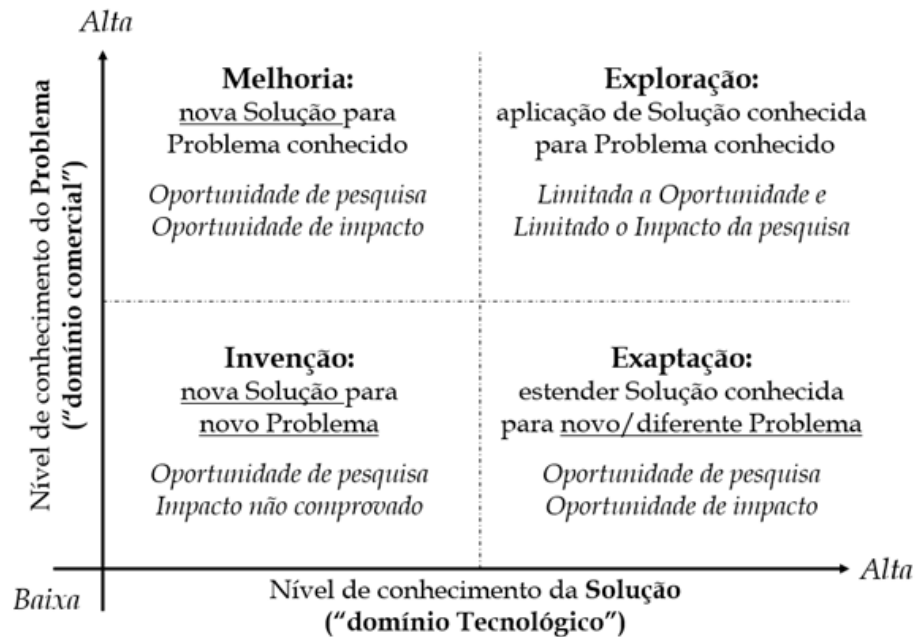 Alta
Nível de conhecimento do Problema
(“domínio comercial”)
Melhoria:
nova Solução para
Problema conhecido
Oportunidade de pesquisa
Oportunidade de impacto
Exploração:
aplicação de Solução conhecida
para Problema conhecido
Limitada a Oportunidade e
Limitado o Impacto da pesquisa
Invenção:
nova Solução para
novo Problema
Oportunidade de pesquisa
Impacto não comprovado
Exaptação:
estender Solução conhecida
para novo/diferente Problema
Oportunidade de pesquisa
Oportunidade de impacto
Baixa
Nível de conhecimento da Solução
(“domínio Tecnológico”)
Alta